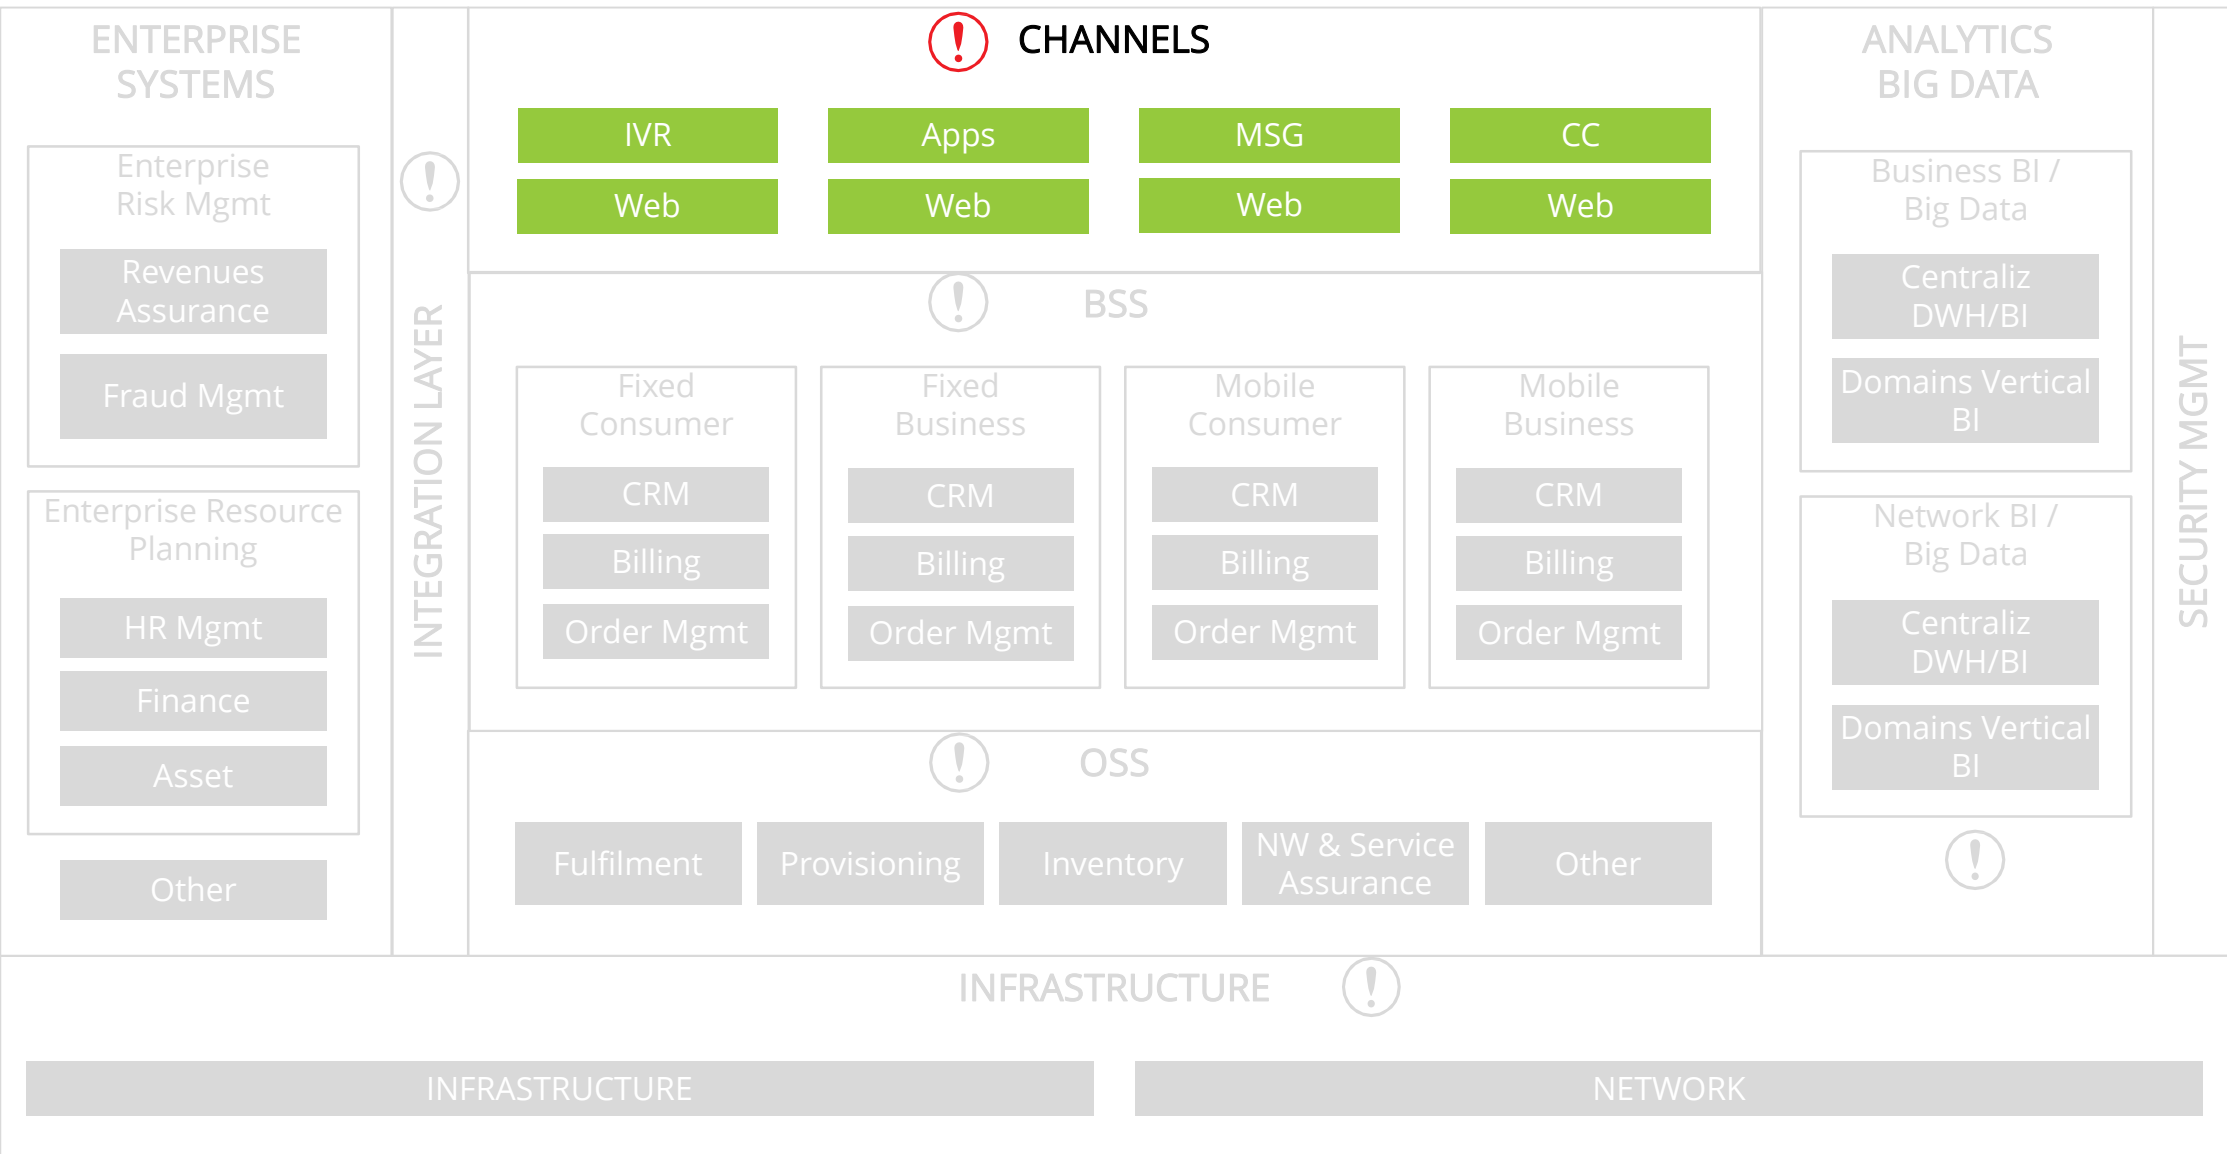 ENTERPRISE
SYSTEMS
Enterprise
Risk Mgmt
Revenues
Assurance
Fraud Mgmt
Enterprise Resource
Planning
HR Mgmt
Finance
Asset
Other
INTEGRATION LAYER
CHANNELS
IVR
Apps
MSG
CC
Web
Web
Web
Web
BSS
Fixed
Consumer
CRM
Billing
Order Mgmt
Fixed
Business
CRM
Billing
Order Mgmt
Mobile
Consumer
CRM
Billing
Order Mgmt
Mobile
Business
CRM
Billing
Order Mgmt
OSS
Fulfilment
Provisioning
Inventory
NW & Service
Assurance
Other
ANALYTICS
BIG DATA
Business BI /
Big Data
Centraliz
DWH/BI
Domains Vertical
BI
Network BI /
Big Data
Centraliz
DWH/BI
Domains Vertical
BI
SECURITY MGMT
INFRASTRUCTURE
INFRASTRUCTURE
NETWORK